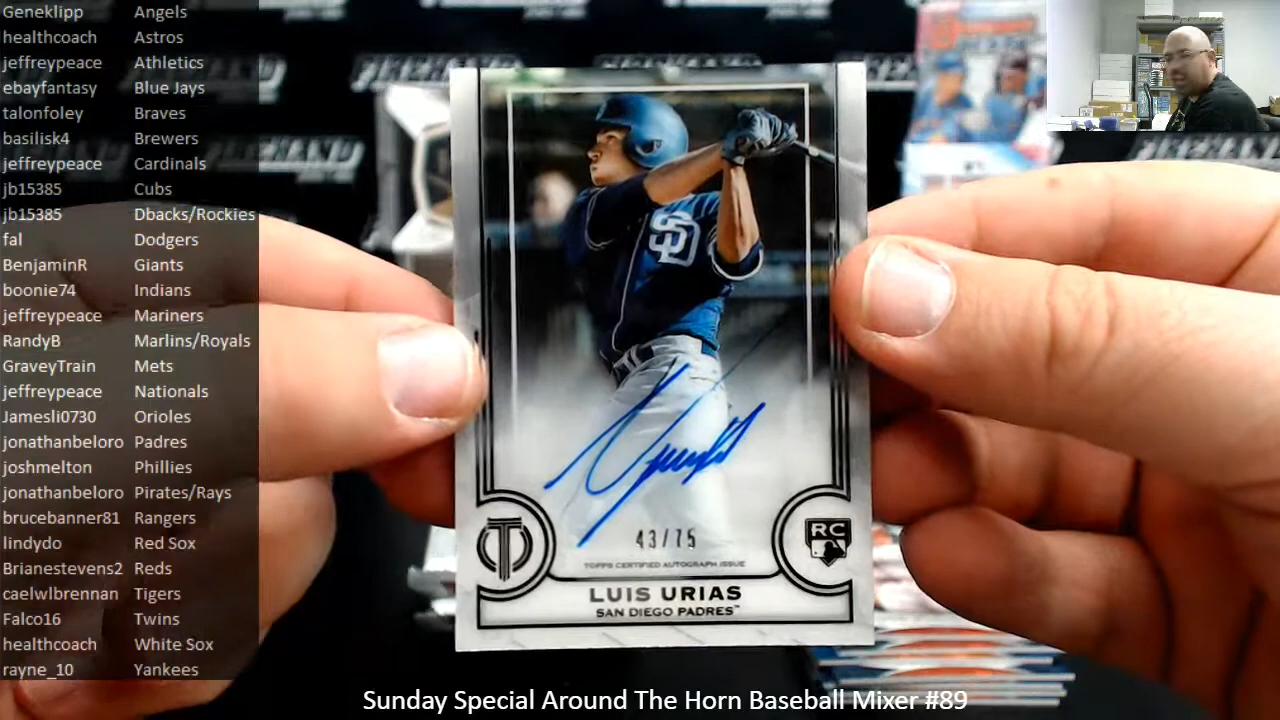 Geneklipp Angels
healthcoach Astros
jeffreypeace Athletics
ebayfantasy Blue Jays
talonfoley Braves
basilisk4 Brewers
jeffreypeace Cardinals
jb15385 Cubs
jb15385 Dbacks/Rockies
fal Dodgers
BenjaminR Giants
boonie74 Indians
jeffreypeace Mariners
RandyB Marlins/Royals
GraveyTrain Mets
jeffreypeace Nationals
Jamesli0730 Orioles
jonathanbeloro Padres
joshmelton Phillies
jonathanbeloro Pirates/Rays
brucebanner81 Rangers
lindydo Red Sox
Brianestevens2 Reds
caelwlbrennan Tigers
Falco16 Twins
healthcoach White Sox
rayne_10 Yankees
SD
43/75
TOPPS CERTIFIED AUTOGRAPH ISSUE
RC
LUIS URIAS
SAN DIEGO PADRES™
Sunday Special Around The Horn Baseball Mixer #89